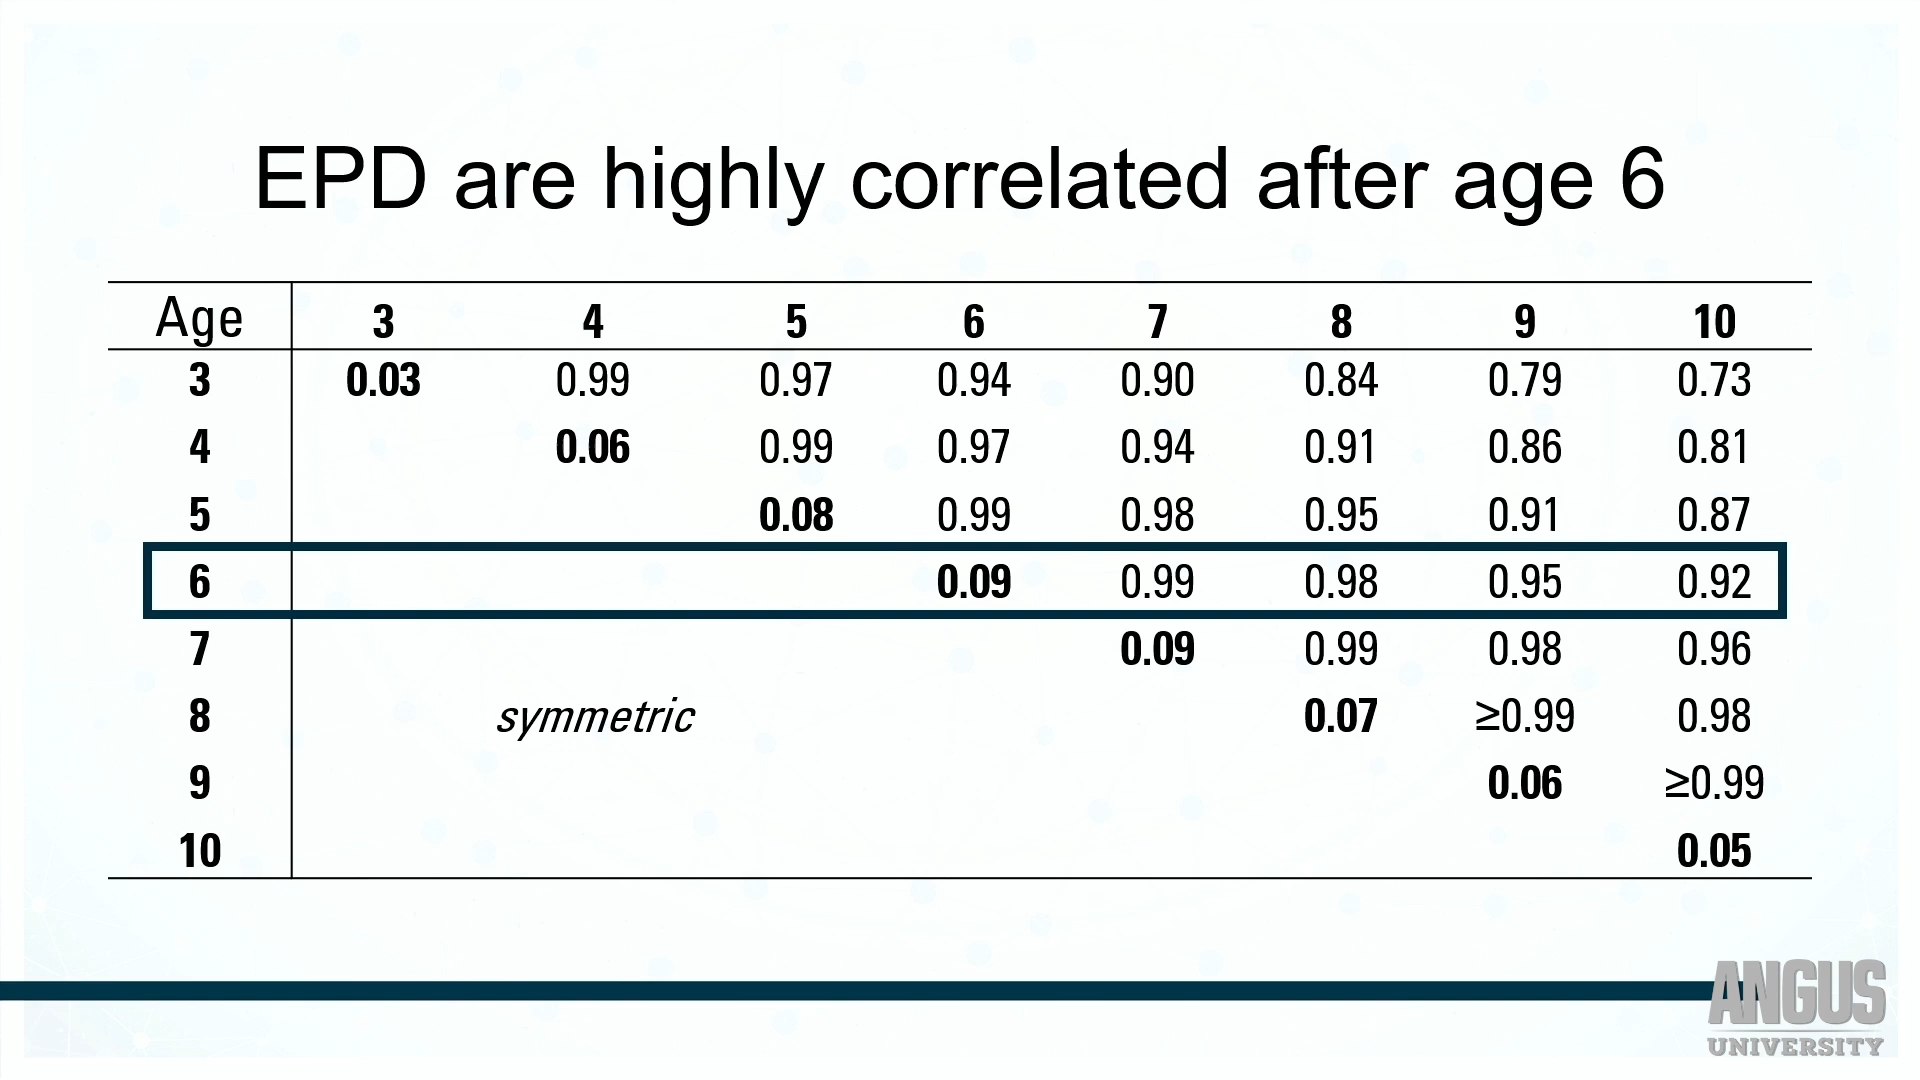 EPD are highly correlated after age 6
Age 3 4 5 6 7 8 9 10
3 0.03 0.99 0.97 0.94 0.90 0.84 0.79 0.73
4 0.06 0.99 0.97 0.94 0.91 0.86 0.81
5 0.08 0.99 0.98 0.95 0.91 0.87
6 0.09 0.99 0.98 0.95 0.92
7 0.09 0.99 0.98 0.96
8 symmetric 0.07 ≥0.99 0.98
9 0.06 ≥0.99
10 0.05
ANGUS
UNIVERSITY